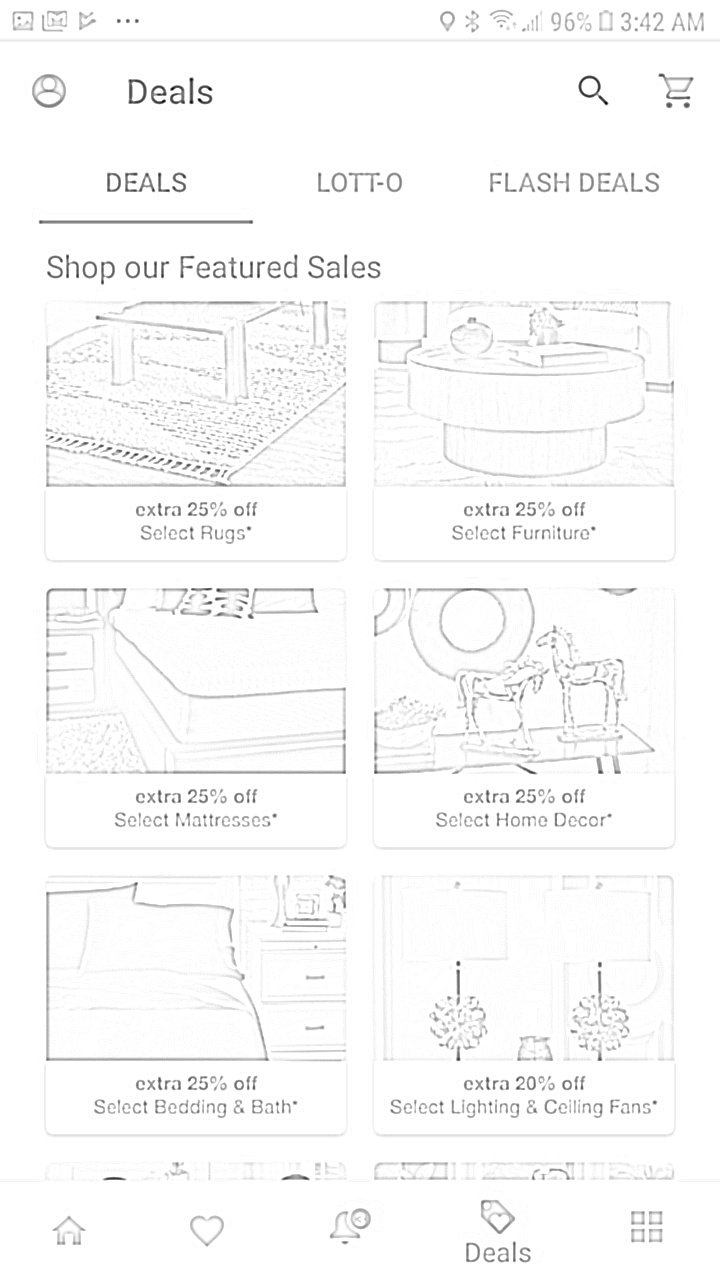 96% 3:42 AM
Deals
DEALS LOTT-O FLASH DEALS
Shop our Featured Sales
extra 25% off
Select Rugs*
extra 25% off
Select Furniture*
extra 25% off
Select Mattresses*
extra 25% off
Select Home Decor*
extra 25% off
Select Bedding & Bath*
extra 20% off
Select Lighting & Ceiling Fans*
Deals